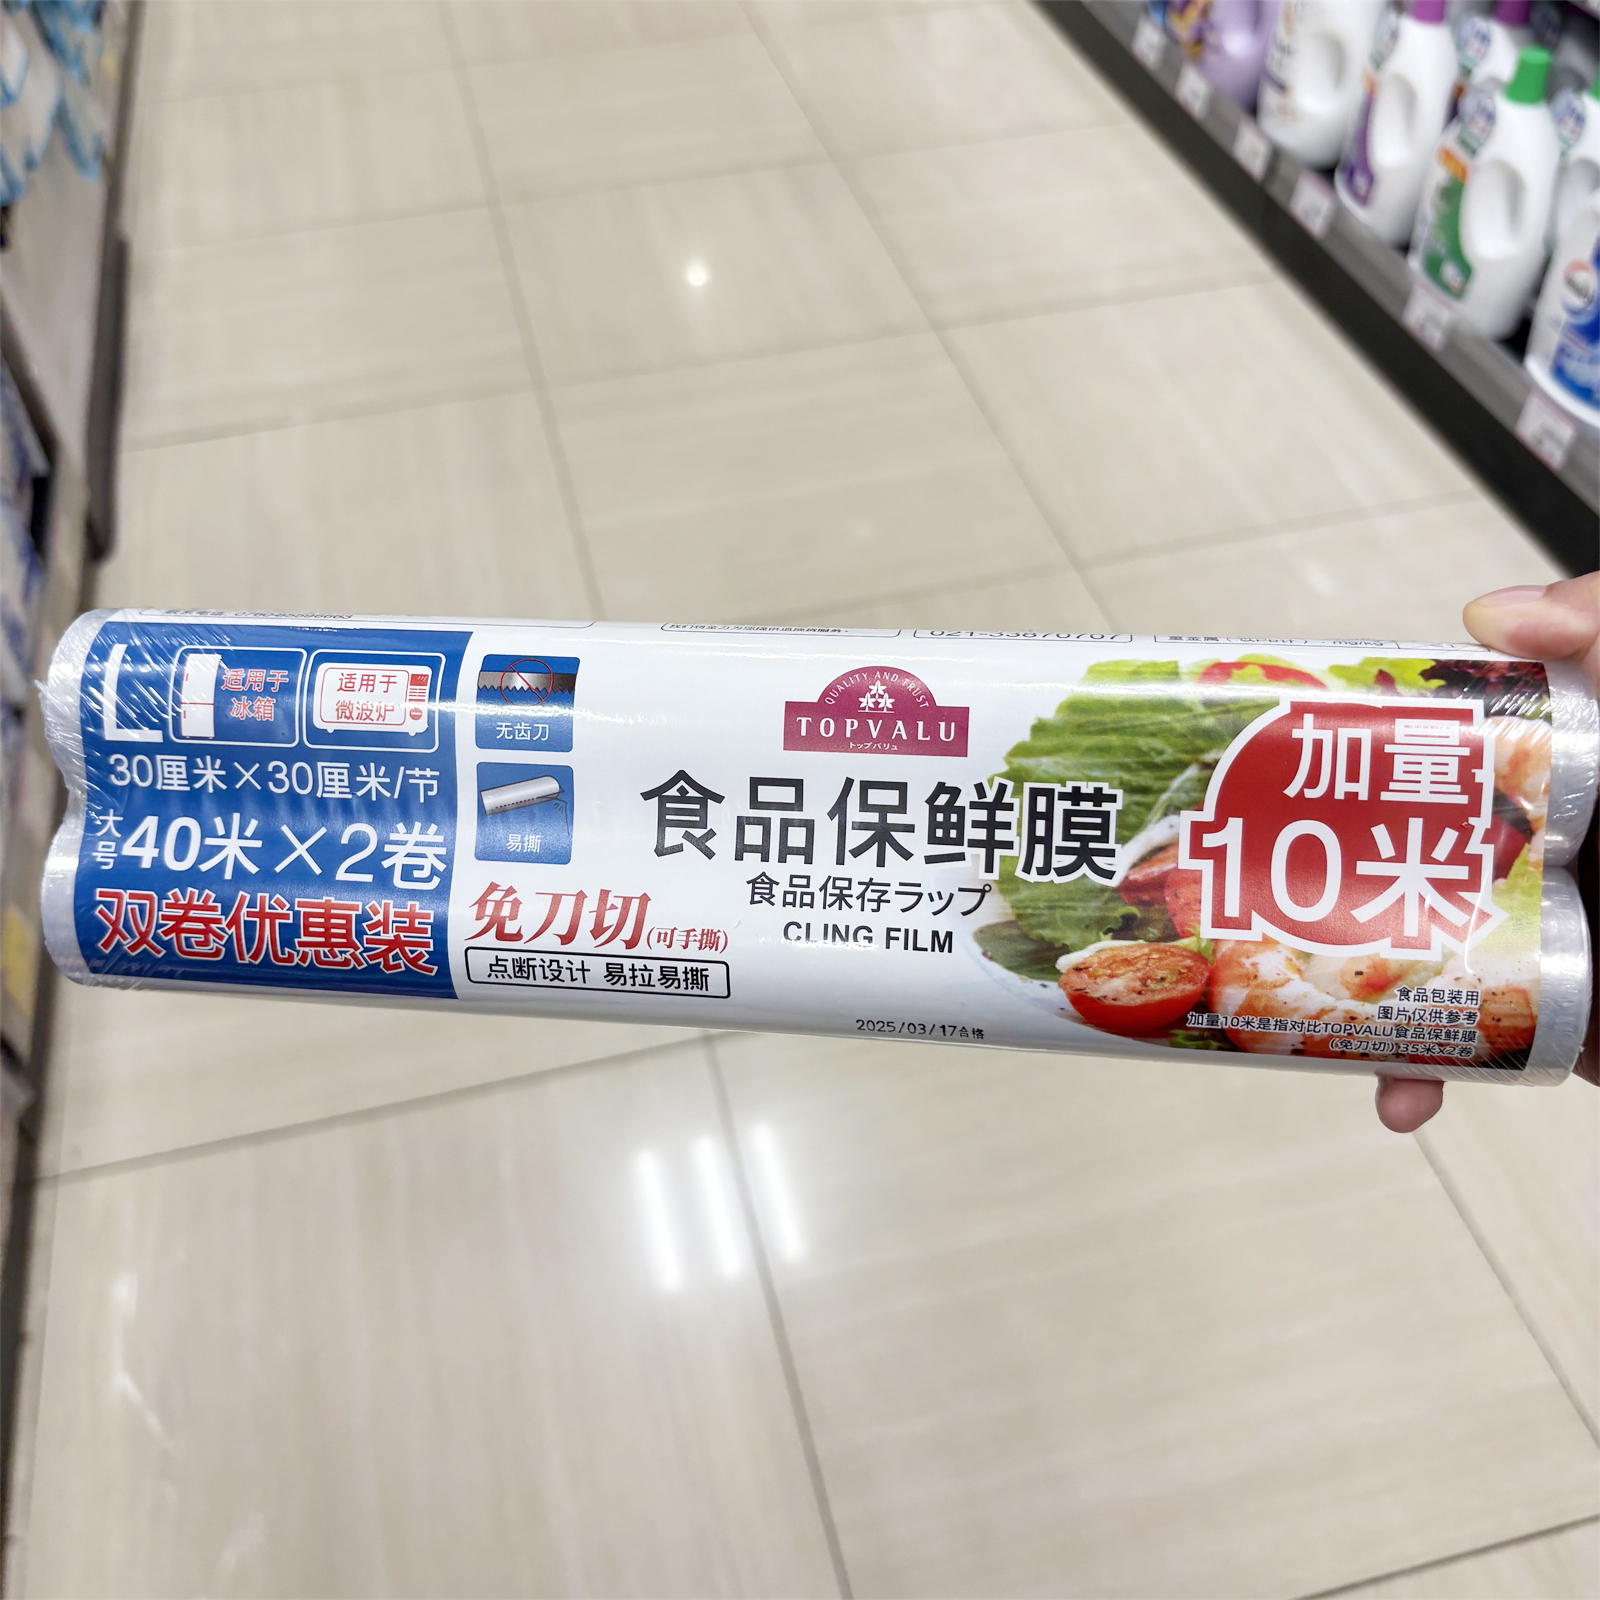 021-33870707
L
适用于
冰箱
适用于
微波炉
30厘米×30厘米/节
大号 40米×2卷
双卷优惠装
无齿刀
易撕
免刀切(可手撕)
点断设计 易拉易撕
QUALITY AND TRUST
TOPVALU
トップバリュ
食品保鲜膜
食品保存ラップ
CLING FILM
2025/03/17合格
加量
10米
食品包装用
图片仅供参考
加量10米是指对比TOPVALU食品保鲜膜
(免刀切) 35米X2卷